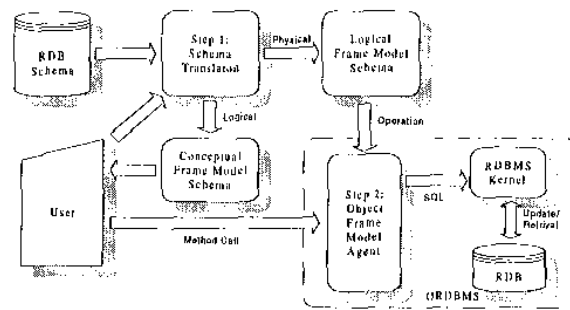 RDB
Schema
Step 1:
Schema
Translaton
Physical
Logical
Frame Model
Schema
Logical
Operation
Conceptual
Frame Model
Schema
User
Method Call
Step 2:
Object
Frame
Model
Agent
SQL
RDBMS
Kernel
Update/
Retrival
RDB
ORDBMS